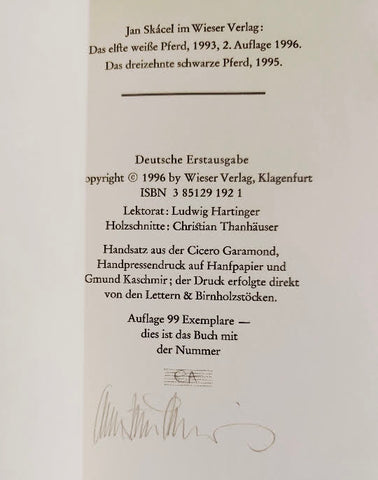 Jan Skácel im Wieser Verlag:
Das elfte weiße Pferd, 1993, 2. Auflage 1996.
Das dreizehnte schwarze Pferd, 1995.
Deutsche Erstausgabe
opyright © 1996 by Wieser Verlag, Klagenfurt
ISBN 3 85129 192 1
Lektorat: Ludwig Hartinger
Holzschnitte: Christian Thanhäuser
Handsatz aus der Cicero Garamond,
Handpressendruck auf Hanfpapier und
Gmund Kaschmir; der Druck erfolgte direkt
von den Lettern & Birnholzstöcken.
Auflage 99 Exemplare —
dies ist das Buch mit
der Nummer